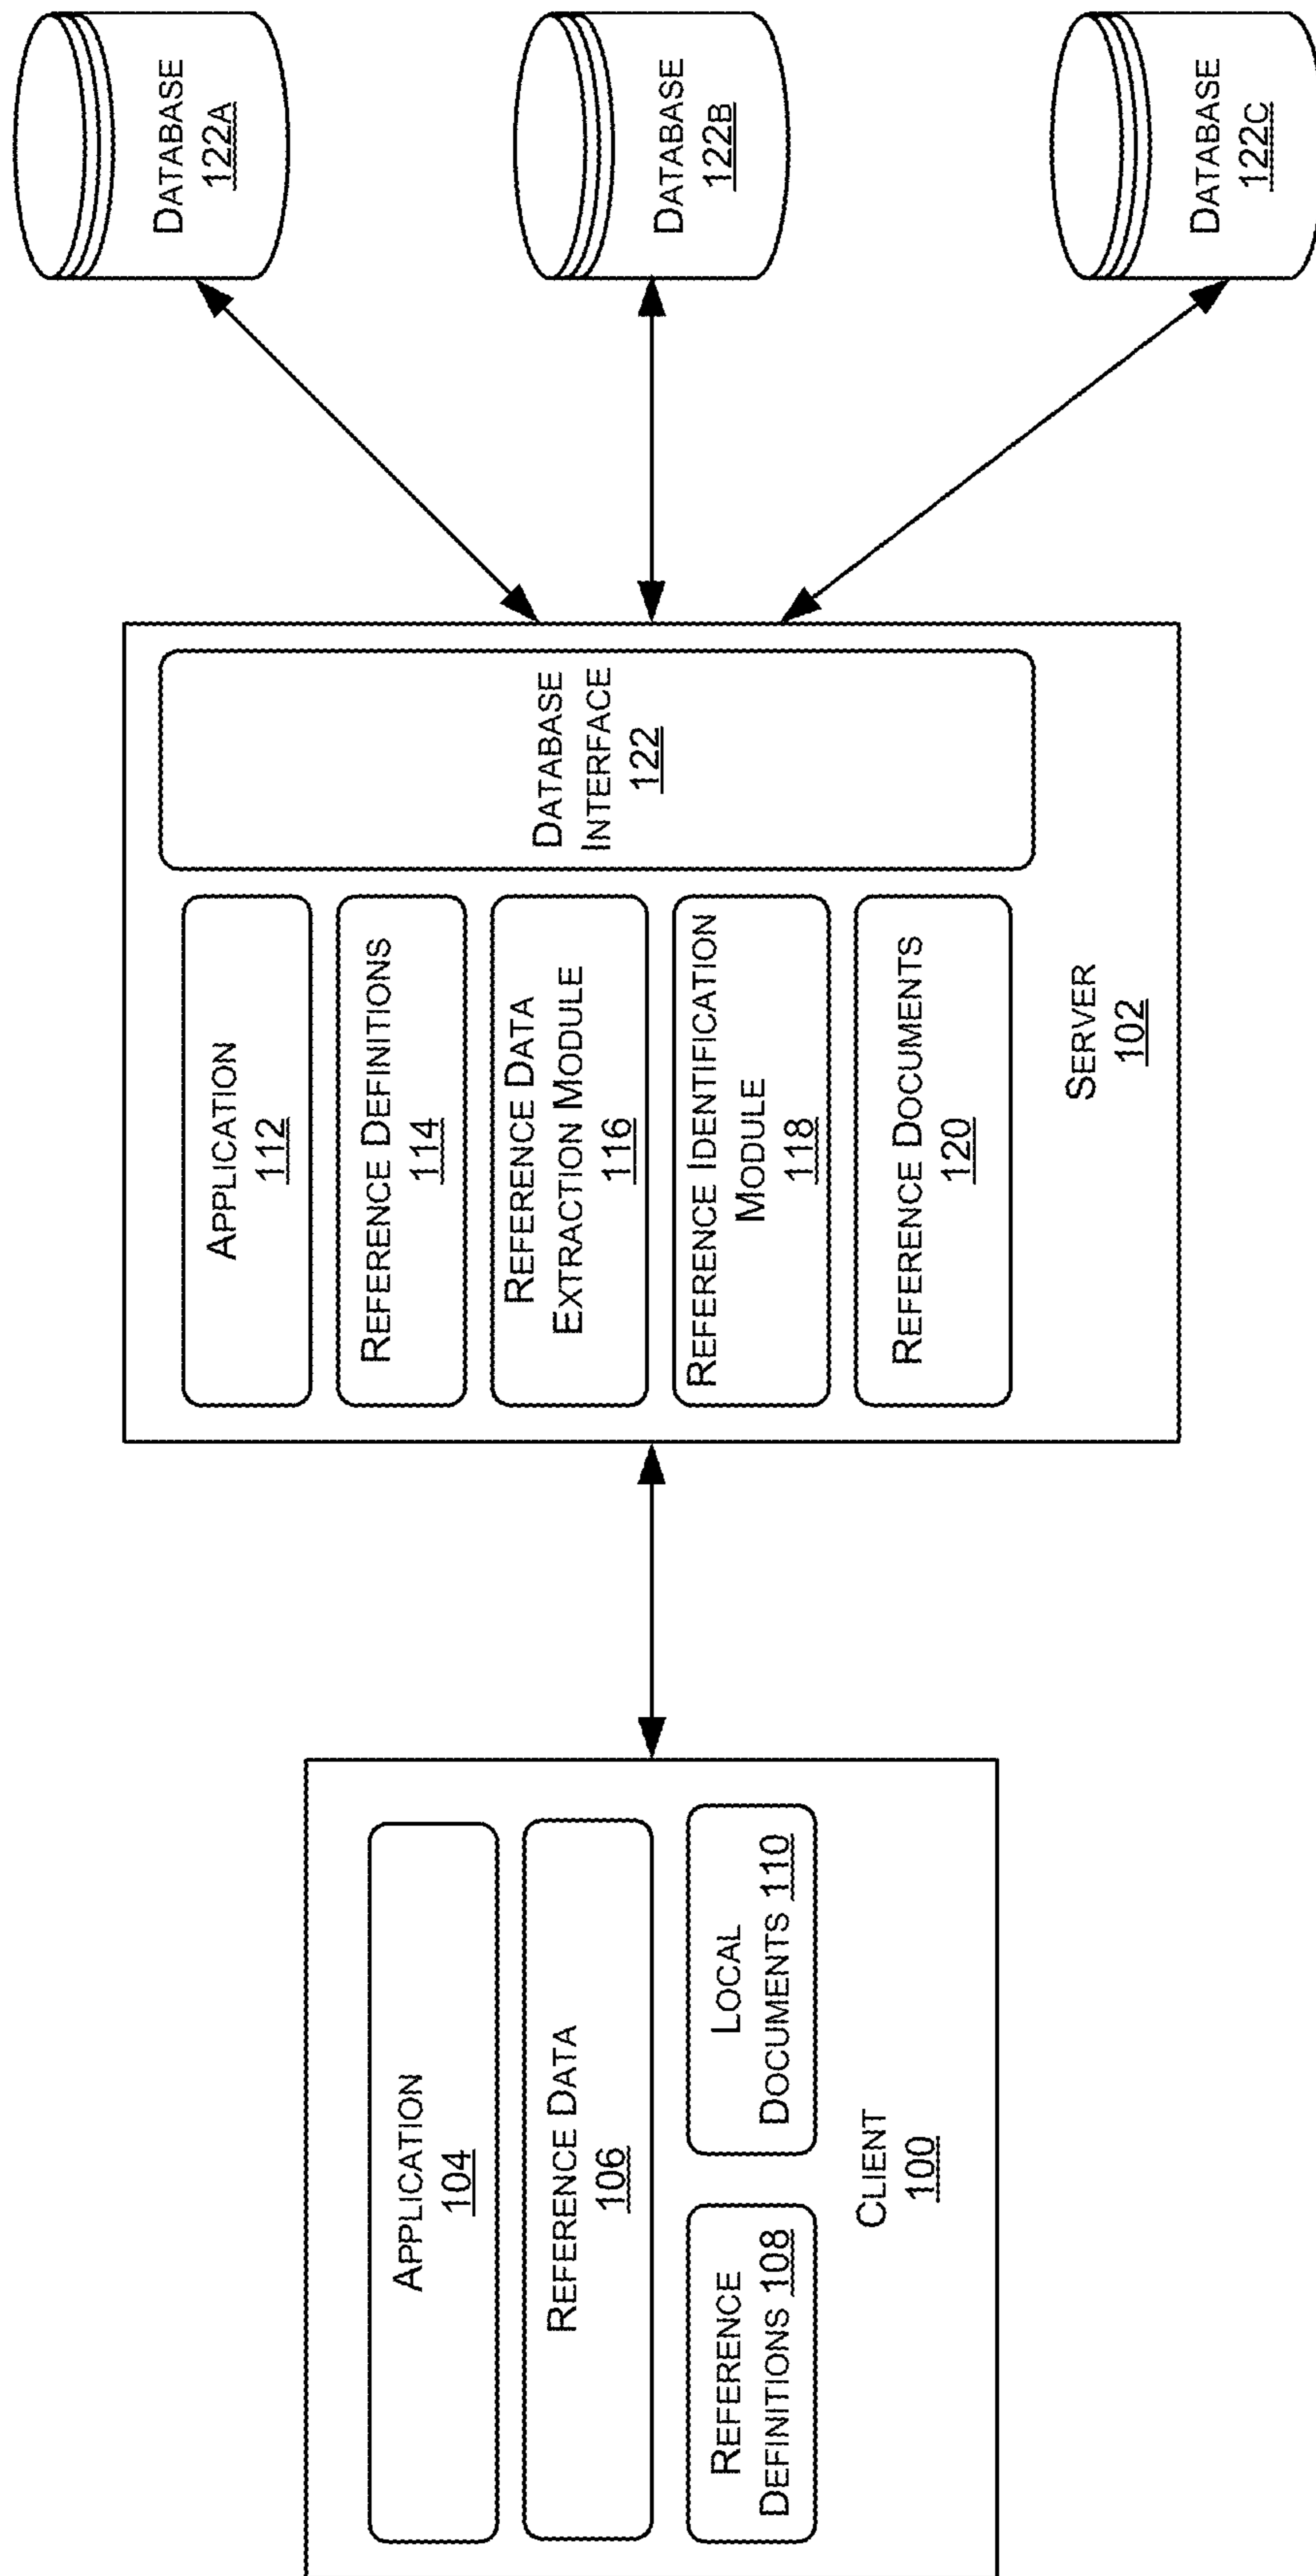 APPLICATION
104
REFERENCE DATA
106
REFERENCE
DEFINITIONS 108
LOCAL
DOCUMENTS 110
CLIENT
100
APPLICATION
112
REFERENCE DEFINITIONS
114
REFERENCE DATA
EXTRACTION MODULE
116
REFERENCE IDENTIFICATION
MODULE
118
REFERENCE DOCUMENTS
120
SERVER
102
DATABASE
INTERFACE
122
DATABASE
122A
DATABASE
122B
DATABASE
122C